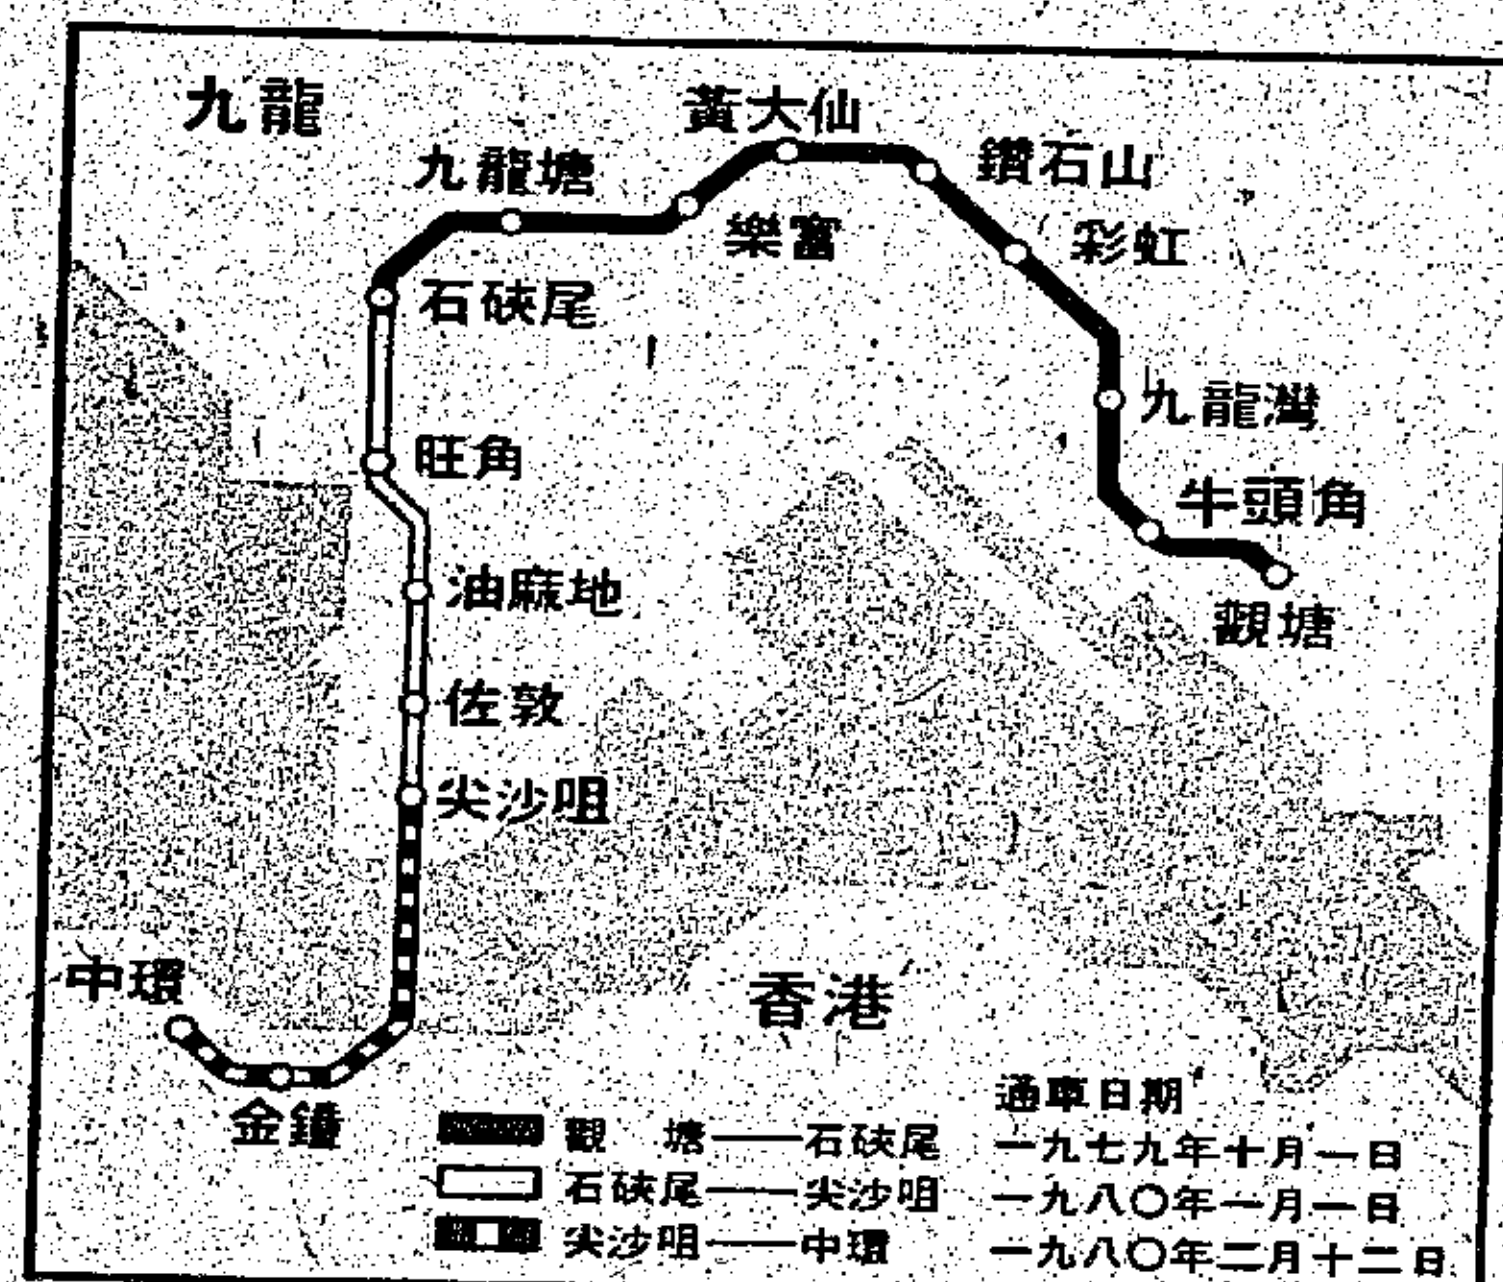 九龍
黃大仙
九龍塘
鑽石山
樂富
彩虹
石硤尾
九龍灣
旺角
牛頭角
油麻地
觀塘
佐敦
尖沙咀
中環
香港
金鐘
通車日期
觀 塘——石硤尾 一九七九年十月一日
石硤尾——尖沙咀 一九八〇年一月一日
尖沙咀——中環 一九八〇年二月十二日